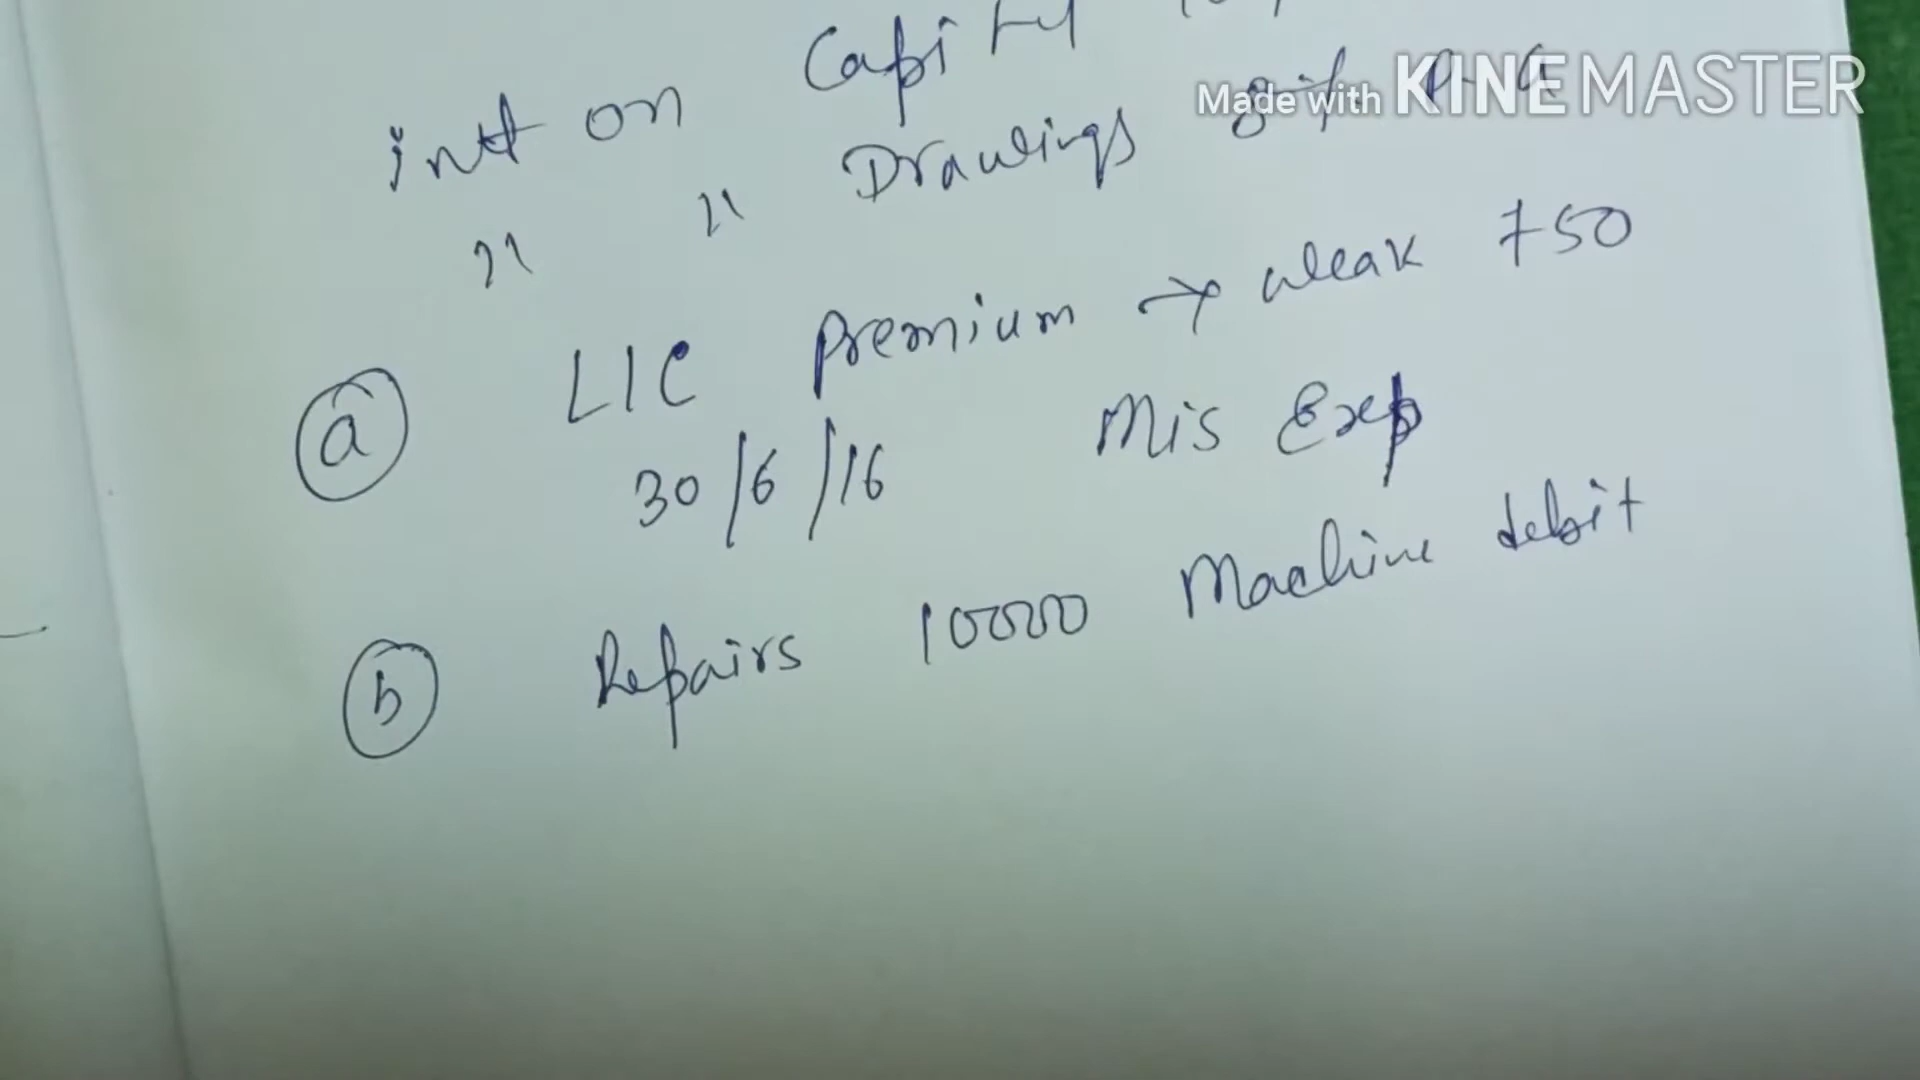 int on Capital
" " Drawings 8% P.a
Made with KINEMASTER
a LIC Premium → weak 750
30/6/16 Mis Exp
b Repairs 10000 Machine debit